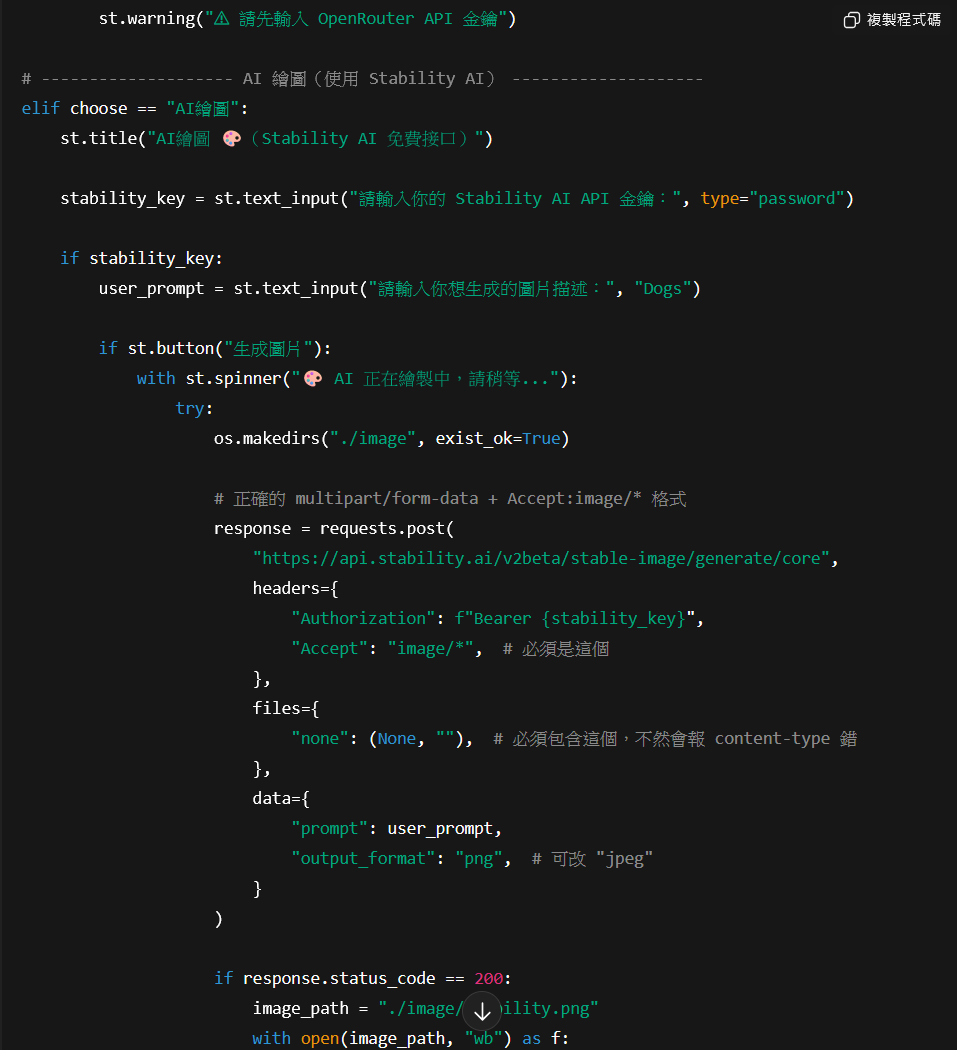 st.warning("⚠ 請先輸入 OpenRouter API 金鑰")
複製程式碼
# -------------------- AI 繪圖（使用 Stability AI） --------------------
elif choose == "AI繪圖":
    st.title("AI繪圖 🎨（Stability AI 免費接口）")
    stability_key = st.text_input("請輸入你的 Stability AI API 金鑰：", type="password")
    if stability_key:
        user_prompt = st.text_input("請輸入你想生成的圖片描述：", "Dogs")
        if st.button("生成圖片"):
            with st.spinner("🎨 AI 正在繪製中，請稍等..."):
                try:
                    os.makedirs("./image", exist_ok=True)
                    # 正確的 multipart/form-data + Accept:image/* 格式
                    response = requests.post(
                        "https://api.stability.ai/v2beta/stable-image/generate/core",
                        headers={
                            "Authorization": f"Bearer {stability_key}",
                            "Accept": "image/*",  # 必須是這個
                        },
                        files={
                            "none": (None, ""),  # 必須包含這個，不然會報 content-type 錯
                        },
                        data={
                            "prompt": user_prompt,
                            "output_format": "png",  # 可改 "jpeg"
                        }
                    )
                    if response.status_code == 200:
                        image_path = "./image/
                        with open(image_path, "wb") as f: